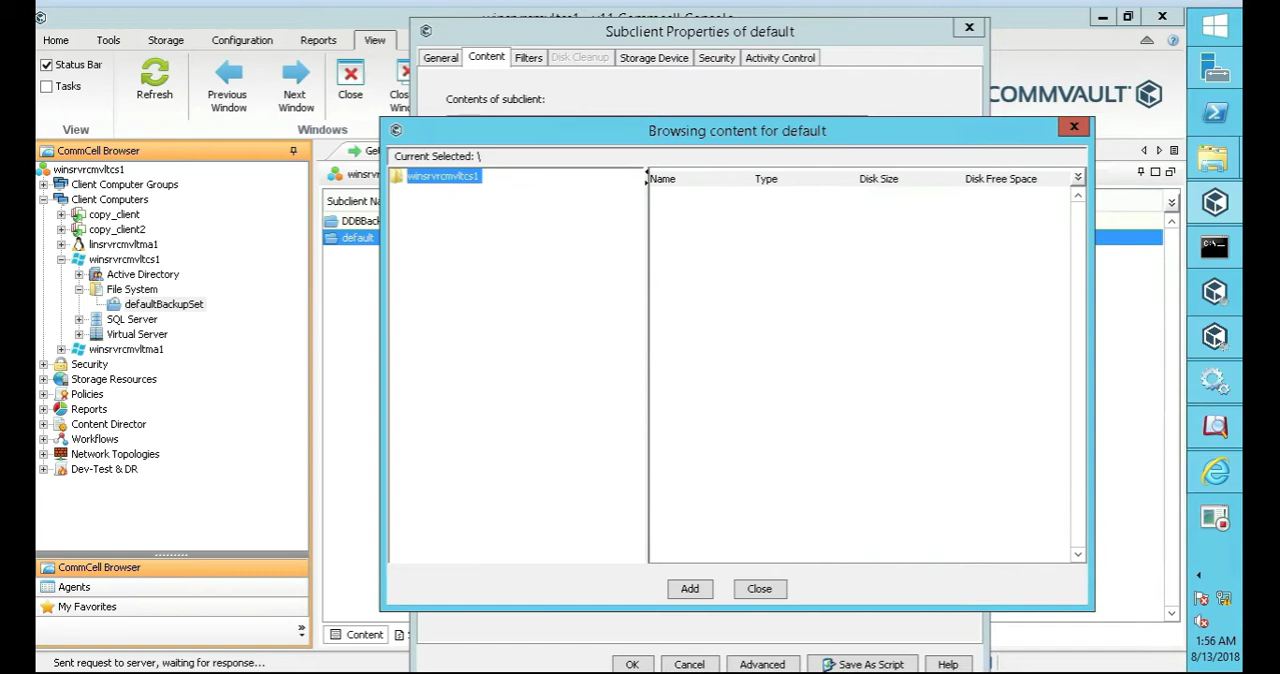 winsrvrcmvltcs1 - v11 Commcell Console
Home Tools Storage Configuration Reports View
Status Bar
Tasks
Refresh
Previous Window
Next Window
Close
View
Windows
COMMVAULT
Subclient Properties of default
General Content Filters Disk Cleanup Storage Device Security Activity Control
Contents of subclient:
Browsing content for default
Current Selected: \
winsrvrcmvltcs1
Name Type Disk Size Disk Free Space
Add Close
OK Cancel Advanced Save As Script Help
CommCell Browser
winsrvrcmvltcs1
Client Computer Groups
Client Computers
copy_client
copy_client2
linsrvrcmvltma1
winsrvrcmvltcs1
Active Directory
File System
defaultBackupSet
SQL Server
Virtual Server
winsrvrcmvltma1
Security
Storage Resources
Policies
Reports
Content Director
Workflows
Network Topologies
Dev-Test & DR
CommCell Browser
Agents
My Favorites
default
Content
Sent request to server, waiting for response...
1:56 AM
8/13/2018